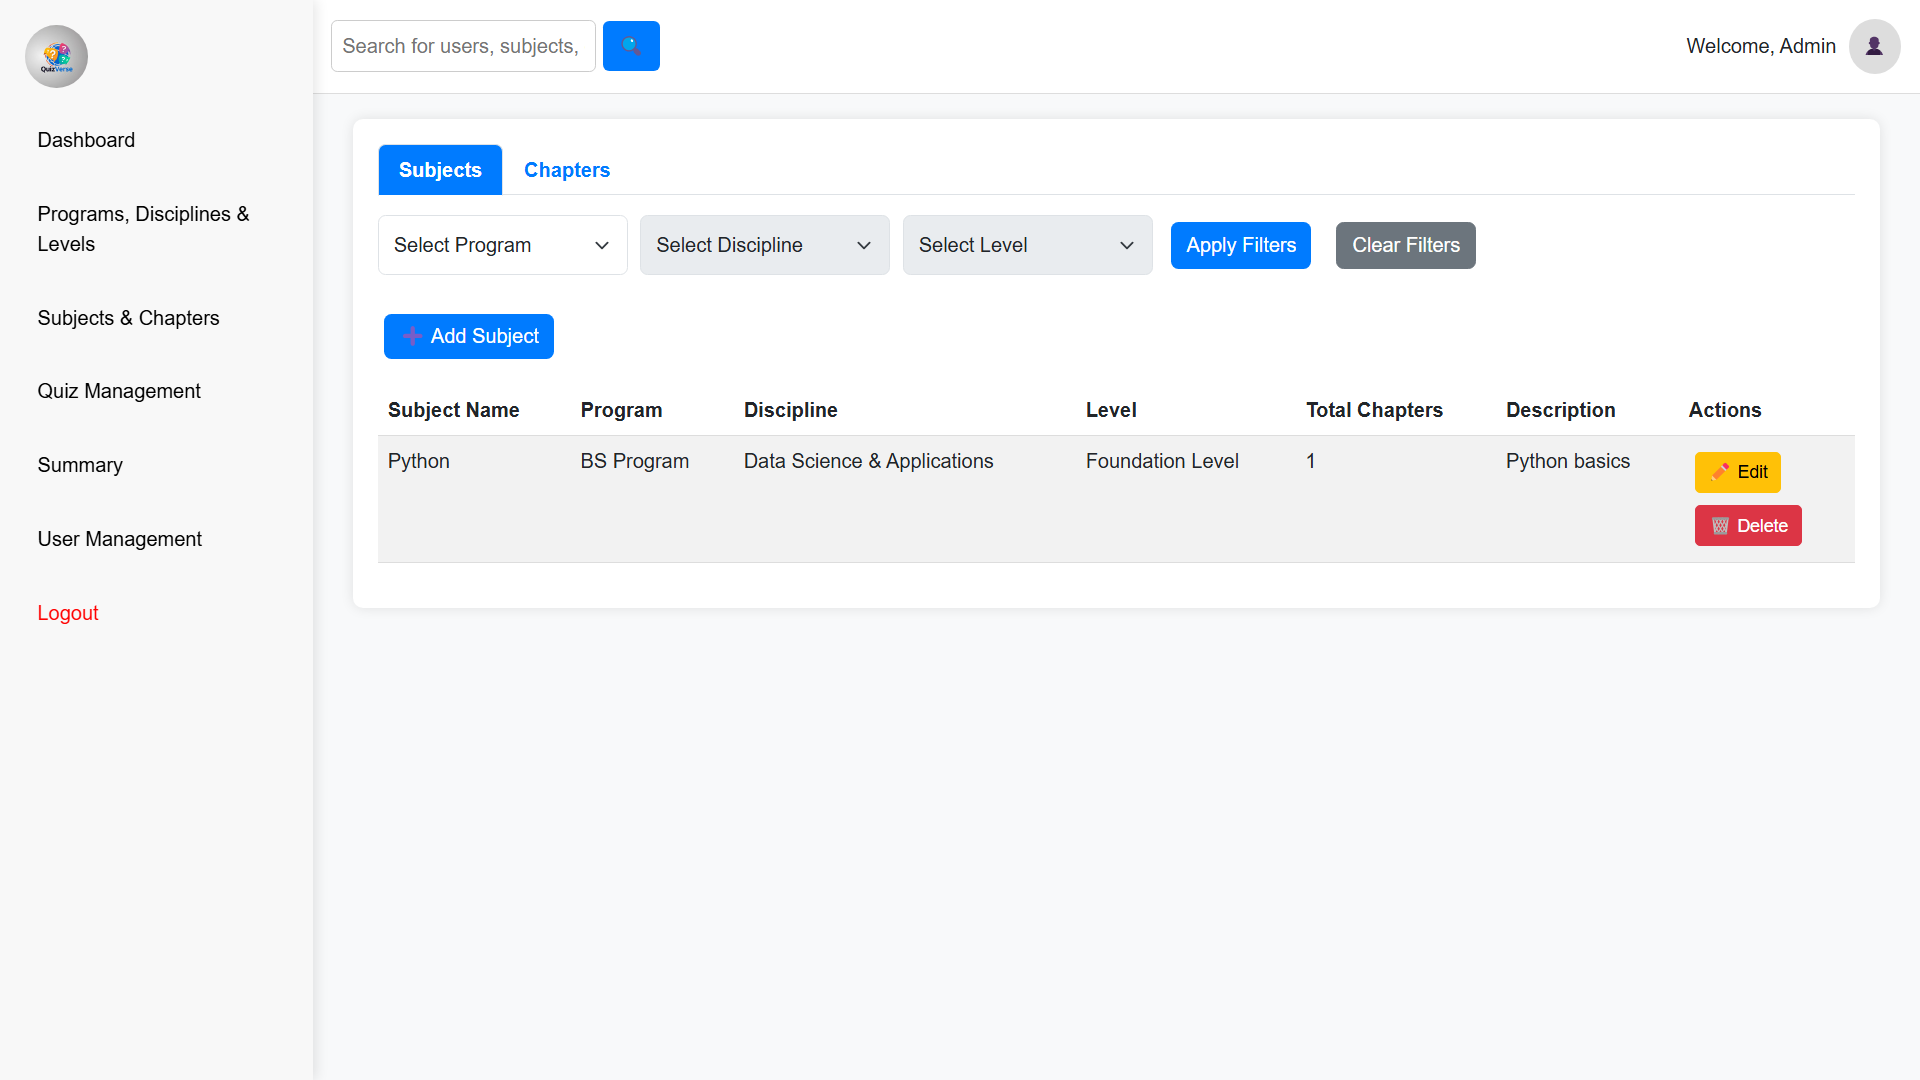 QuizVerse
Search for users, subjects,
Welcome, Admin
Dashboard
Programs, Disciplines &
Levels
Subjects & Chapters
Quiz Management
Summary
User Management
Logout
Subjects Chapters
Select Program Select Discipline Select Level Apply Filters Clear Filters
Add Subject
Subject Name Program Discipline Level Total Chapters Description Actions
Python BS Program Data Science & Applications Foundation Level 1 Python basics Edit
Delete